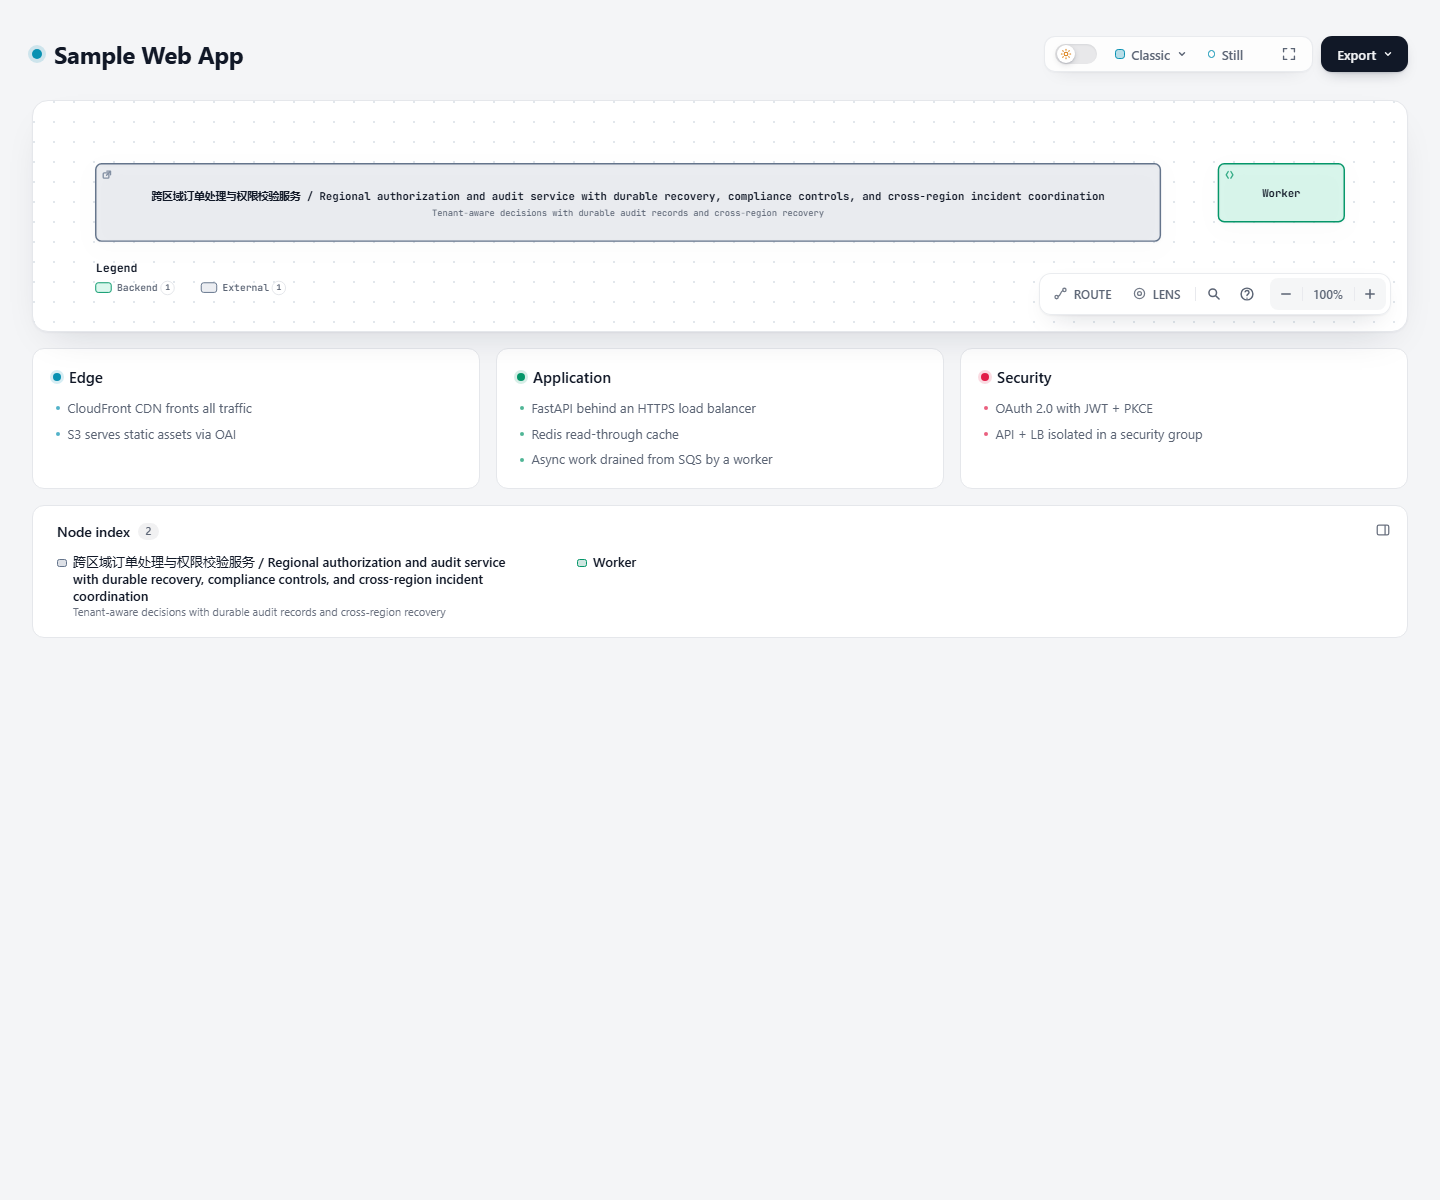 Sample Web App
Classic
Still
Export
跨区域订单处理与权限校验服务 / Regional authorization and audit service with durable recovery, compliance controls, and cross-region incident coordination
Tenant-aware decisions with durable audit records and cross-region recovery
Worker
Legend
Backend 1
External 1
ROUTE
LENS
100%
Edge
CloudFront CDN fronts all traffic
S3 serves static assets via OAI
Application
FastAPI behind an HTTPS load balancer
Redis read-through cache
Async work drained from SQS by a worker
Security
OAuth 2.0 with JWT + PKCE
API + LB isolated in a security group
Node index 2
跨区域订单处理与权限校验服务 / Regional authorization and audit service
with durable recovery, compliance controls, and cross-region incident
coordination
Tenant-aware decisions with durable audit records and cross-region recovery
Worker